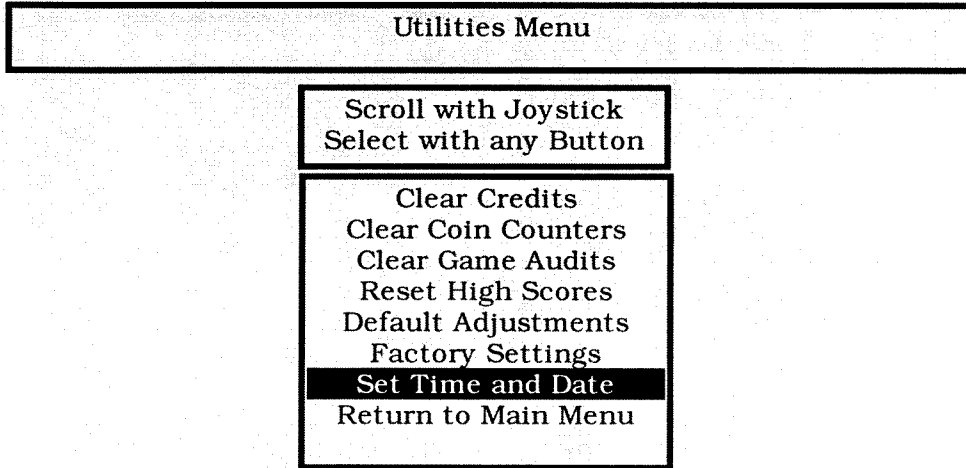 Utilities Menu
Scroll with Joystick
Select with any Button
Clear Credits
Clear Coin Counters
Clear Game Audits
Reset High Scores
Default Adjustments
Factory Settings
Set Time and Date
Return to Main Menu